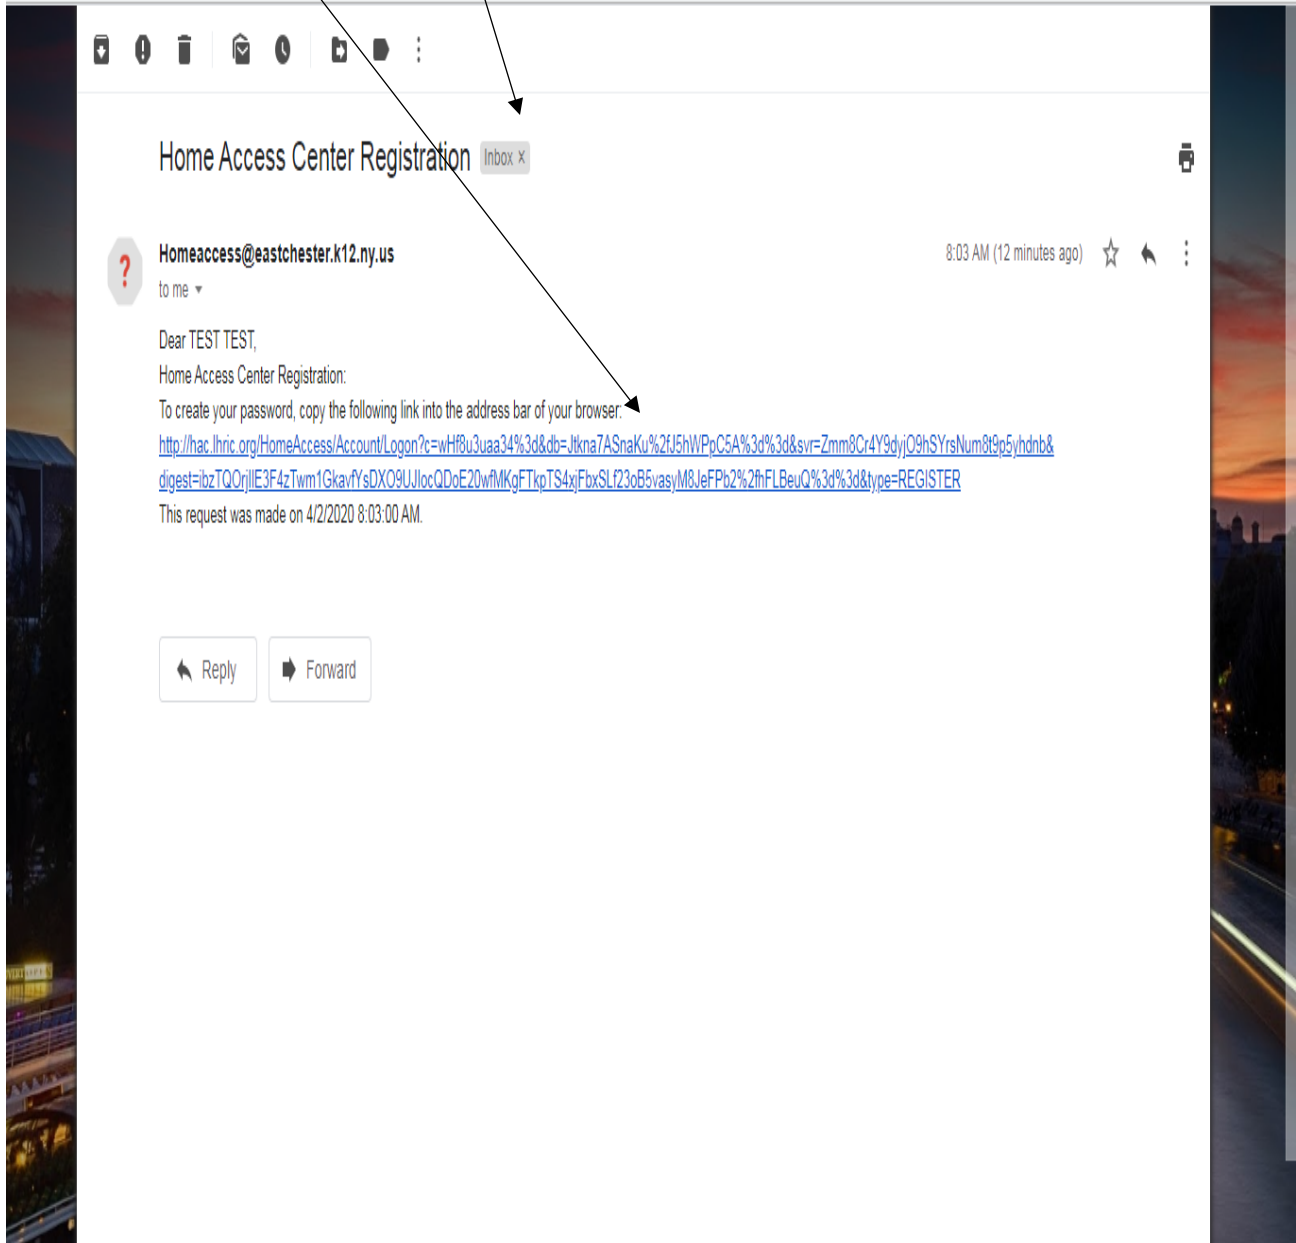 Home Access Center Registration Inbox x
Homeaccess@eastchester.k12.ny.us 8:03 AM (12 minutes ago)
to me
Dear TEST TEST,
Home Access Center Registration:
To create your password, copy the following link into the address bar of your browser:
http://hac.lhric.org/HomeAccess/Account/Logon?c=wHf8u3uaa34%3d&db=Jtkna7ASnaKu%2fJ5hWPpC5A%3d%3d&svr=Zmm8Cr4Y9dyjO9hSYrsNum8t9p5yhdnb&
digest=ibzTQOrjIlE3F4zTwm1GkavfYsDXO9UJIocQDoE20wfMKgFTkpTS4xjFbxSLf23oB5vasyM8JeFPb2%2fhFLBeuQ%3d%3d&type=REGISTER
This request was made on 4/2/2020 8:03:00 AM.
Reply Forward